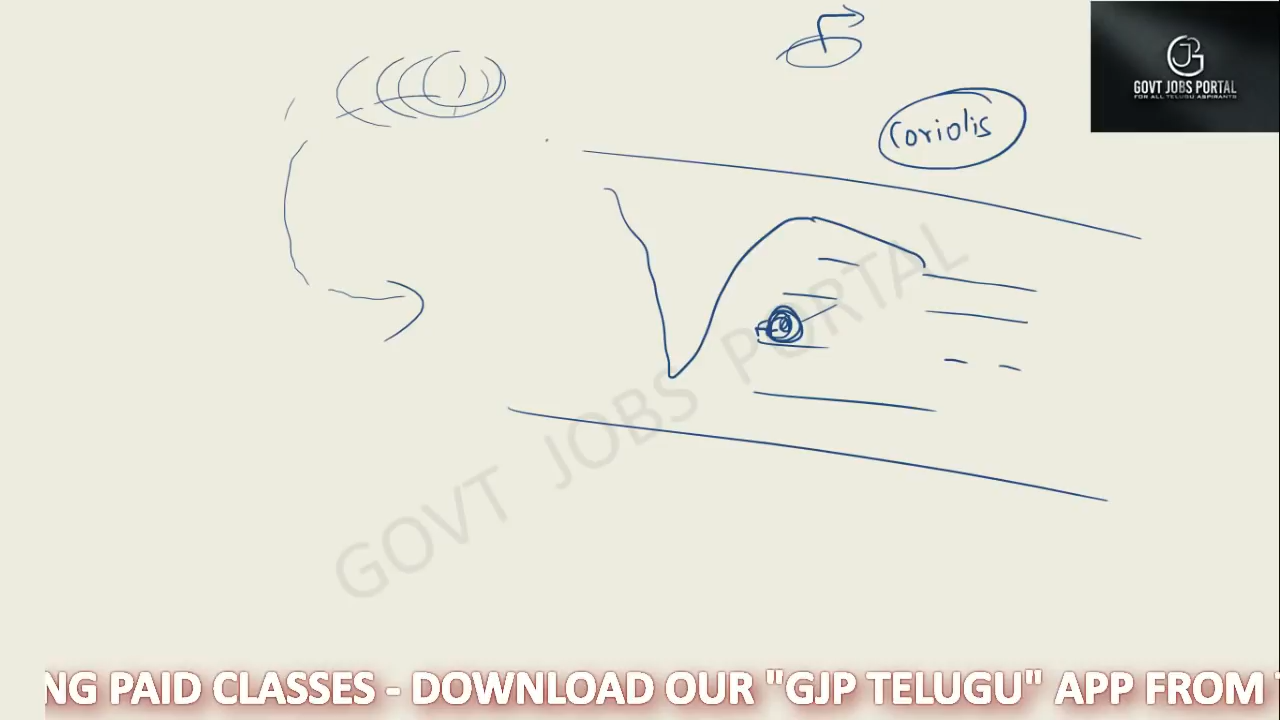 GOVT JOBS PORTAL
FOR ALL TELUGU ASPIRANTS
Coriolis
GOVT JOBS PORTAL
NG PAID CLASSES - DOWNLOAD OUR "GJP TELUGU" APP FROM